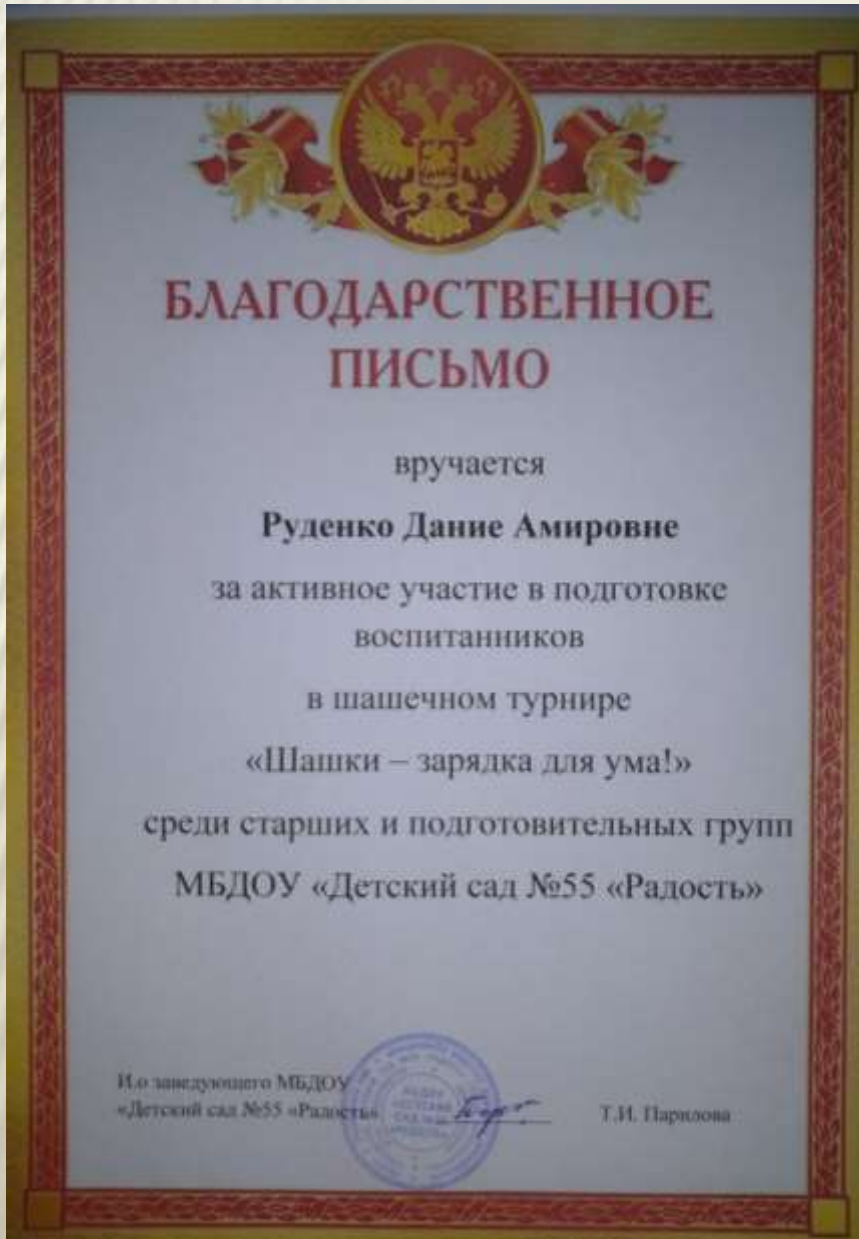 БЛАГОДАРСТВЕННОЕ
ПИСЬМО
вручается
Руденко Дание Амировне
за активное участие в подготовке
воспитанников
в шашечном турнире
«Шашки – зарядка для ума!»
среди старших и подготовительных групп
МБДОУ «Детский сад №55 «Радость»
И.о заведующего МБДОУ
«Детский сад №55 «Радость»
Т.И. Парилова